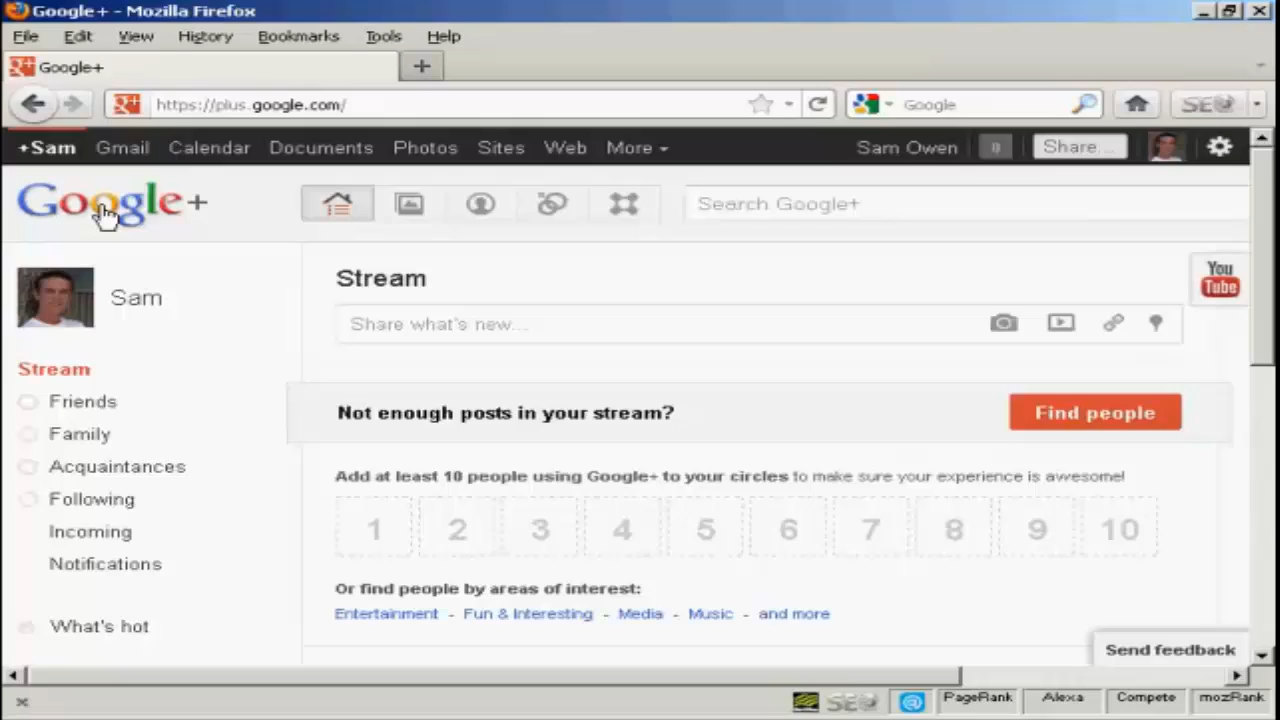 Google+ - Mozilla Firefox
File Edit View History Bookmarks Tools Help
Google+
https://plus.google.com/ Google
+Sam Gmail Calendar Documents Photos Sites Web More Sam Owen 0 Share...
Google+ Search Google+
You Tube
Sam
Stream
Share what's new...
Stream
Friends
Family
Acquaintances
Following
Incoming
Notifications
What's hot
Not enough posts in your stream? Find people
Add at least 10 people using Google+ to your circles to make sure your experience is awesome!
1 2 3 4 5 6 7 8 9 10
Or find people by areas of interest:
Entertainment - Fun & Interesting - Media - Music - and more
Send feedback
PageRank Alexa Compete mozRank